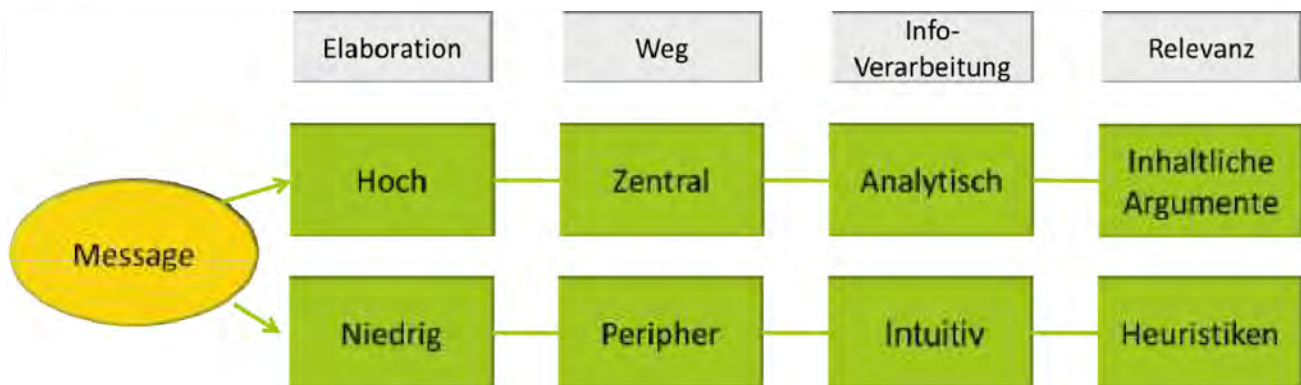 Elaboration
Weg
Info-
Verarbeitung
Relevanz
Message
Hoch
Zentral
Analytisch
Inhaltliche
Argumente
Niedrig
Peripher
Intuitiv
Heuristiken